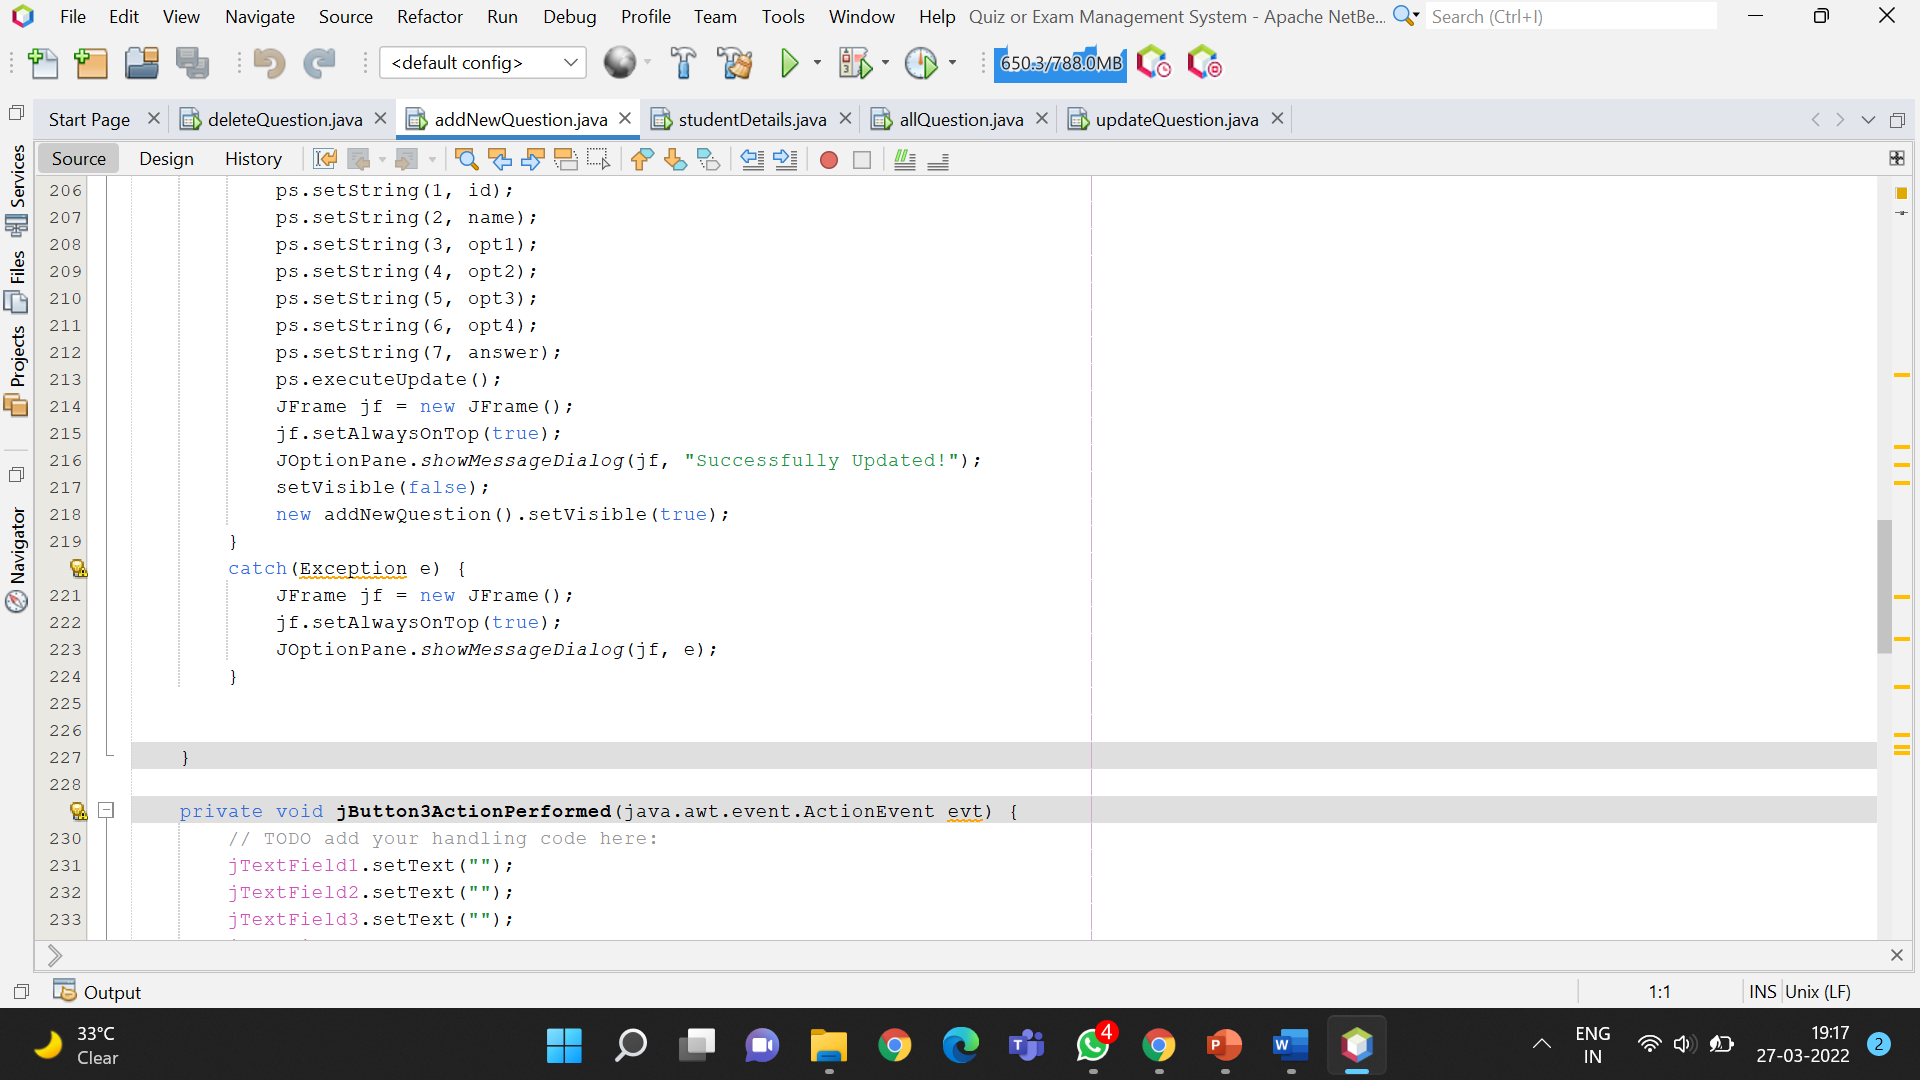 File Edit View Navigate Source Refactor Run Debug Profile Team Tools Window Help Quiz or Exam Management System - Apache NetBe... Search (Ctrl+I)
<default config> 650.3/788.0MB
Start Page deleteQuestion.java addNewQuestion.java studentDetails.java allQuestion.java updateQuestion.java
Source Design History
Services
Files
Projects
Navigator
206 ps.setString(1, id);
207 ps.setString(2, name);
208 ps.setString(3, opt1);
209 ps.setString(4, opt2);
210 ps.setString(5, opt3);
211 ps.setString(6, opt4);
212 ps.setString(7, answer);
213 ps.executeUpdate();
214 JFrame jf = new JFrame();
215 jf.setAlwaysOnTop(true);
216 JOptionPane.showMessageDialog(jf, "Successfully Updated!");
217 setVisible(false);
218 new addNewQuestion().setVisible(true);
219 }
catch(Exception e) {
221 JFrame jf = new JFrame();
222 jf.setAlwaysOnTop(true);
223 JOptionPane.showMessageDialog(jf, e);
224 }
225
226
227 }
228
private void jButton3ActionPerformed(java.awt.event.ActionEvent evt) {
230 // TODO add your handling code here:
231 jTextField1.setText("");
232 jTextField2.setText("");
233 jTextField3.setText("");
Output 1:1 INS Unix (LF)
33°C
Clear
4
ENG
IN
19:17
27-03-2022
2